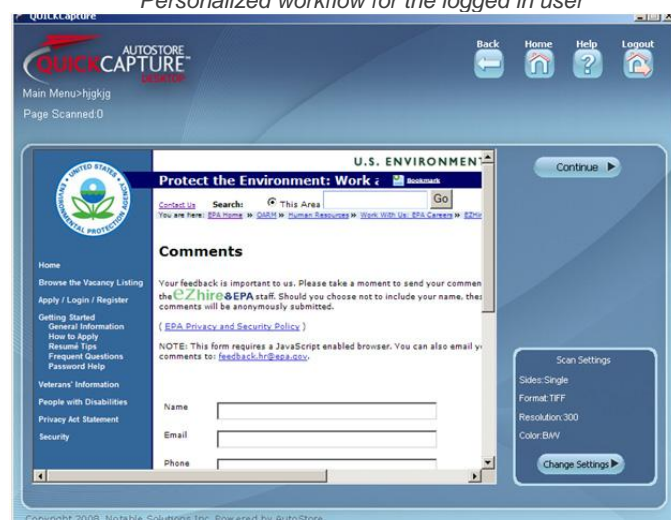 Personalized workflow for the logged in user
QuickCapture
AUTOSTORE
QUICKCAPTURE™
DESKTOP
Back Home Help Logout
Main Menu>hjgkjg
Page Scanned:0
UNITED STATES
ENVIRONMENTAL PROTECTION AGENCY
U.S. ENVIRONMENT
Protect the Environment: Work Bookmark
Contact Us Search: This Area Go
You are here: EPA Home » OARM » Human Resources » Work With Us: EPA Careers » EZHir
Comments
Your feedback is important to us. Please take a moment to send your commen
the eZhire&EPA staff. Should you choose not to include your name, thes
comments will be anonymously submitted.
( EPA Privacy and Security Policy )
NOTE: This form requires a JavaScript enabled browser. You can also email y
comments to: feedback.hr@epa.gov.
Name
Email
Phone
Home
Browse the Vacancy Listing
Apply / Login / Register
Getting Started
General Information
How to Apply
Resumé Tips
Frequent Questions
Password Help
Veterans' Information
People with Disabilities
Privacy Act Statement
Security
Continue
Scan Settings
Sides:Single
Format:TIFF
Resolution:300
Color:B/W
Change Settings
Copyright 2008, Notable Solutions Inc. Powered by AutoStore